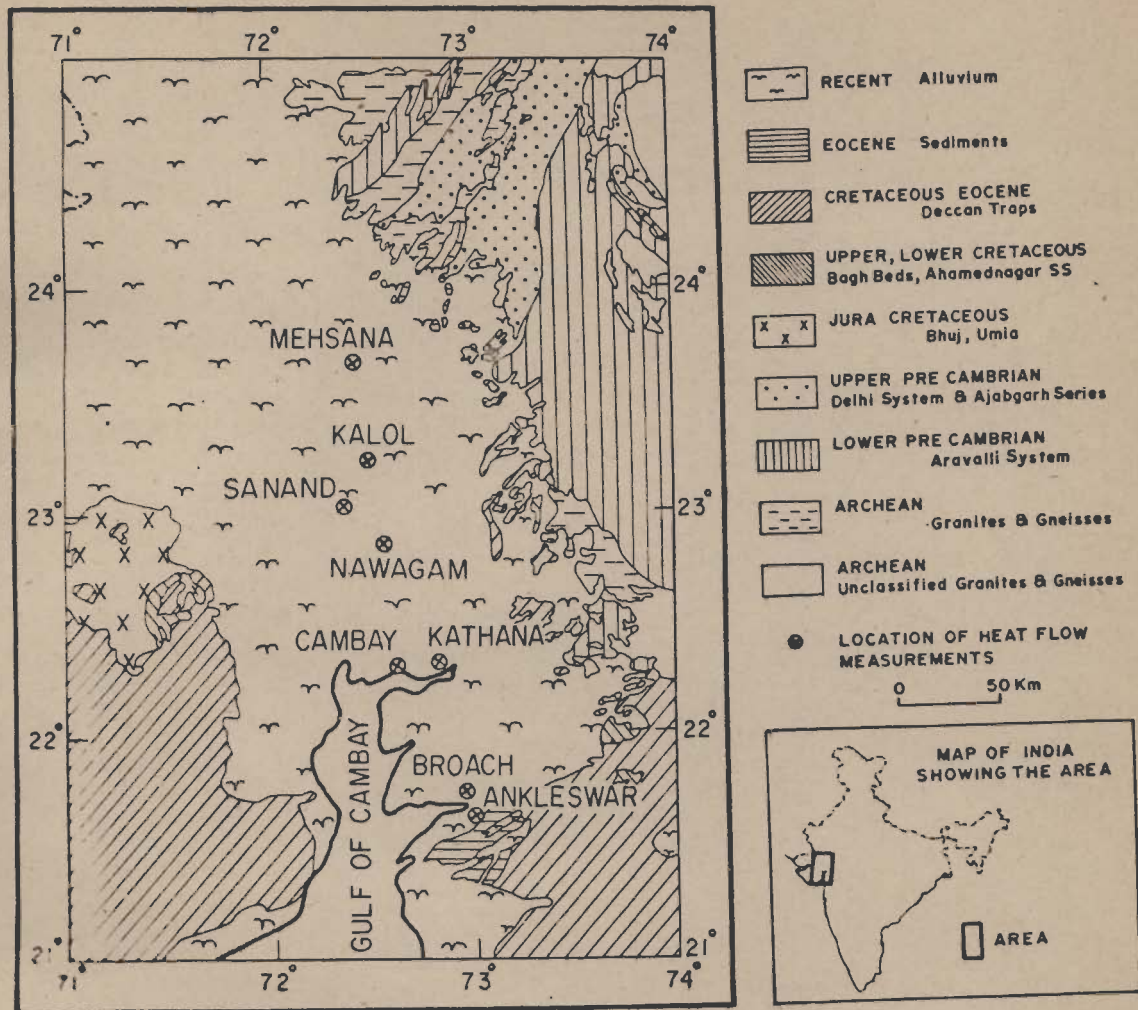 71°
72°
73°
74°
24°
24°
MEHSANA
KALOL
SANAND
23°
23°
NAWAGAM
CAMBAY
KATHANA
22°
22°
BROACH
ANKLESWAR
GULF OF CAMBAY
21°
21°
71°
72°
73°
74°
RECENT Alluvium
EOCENE Sediments
CRETACEOUS EOCENE
Deccan Traps
UPPER, LOWER CRETACEOUS
Bagh Beds, Ahamednagar SS
JURA CRETACEOUS
Bhuj, Umia
UPPER PRE CAMBRIAN
Delhi System & Ajabgarh Series
LOWER PRE CAMBRIAN
Aravalli System
ARCHEAN
Granites & Gneisses
ARCHEAN
Unclassified Granites & Gneisses
LOCATION OF HEAT FLOW
MEASUREMENTS
0 50 Km
MAP OF INDIA
SHOWING THE AREA
AREA